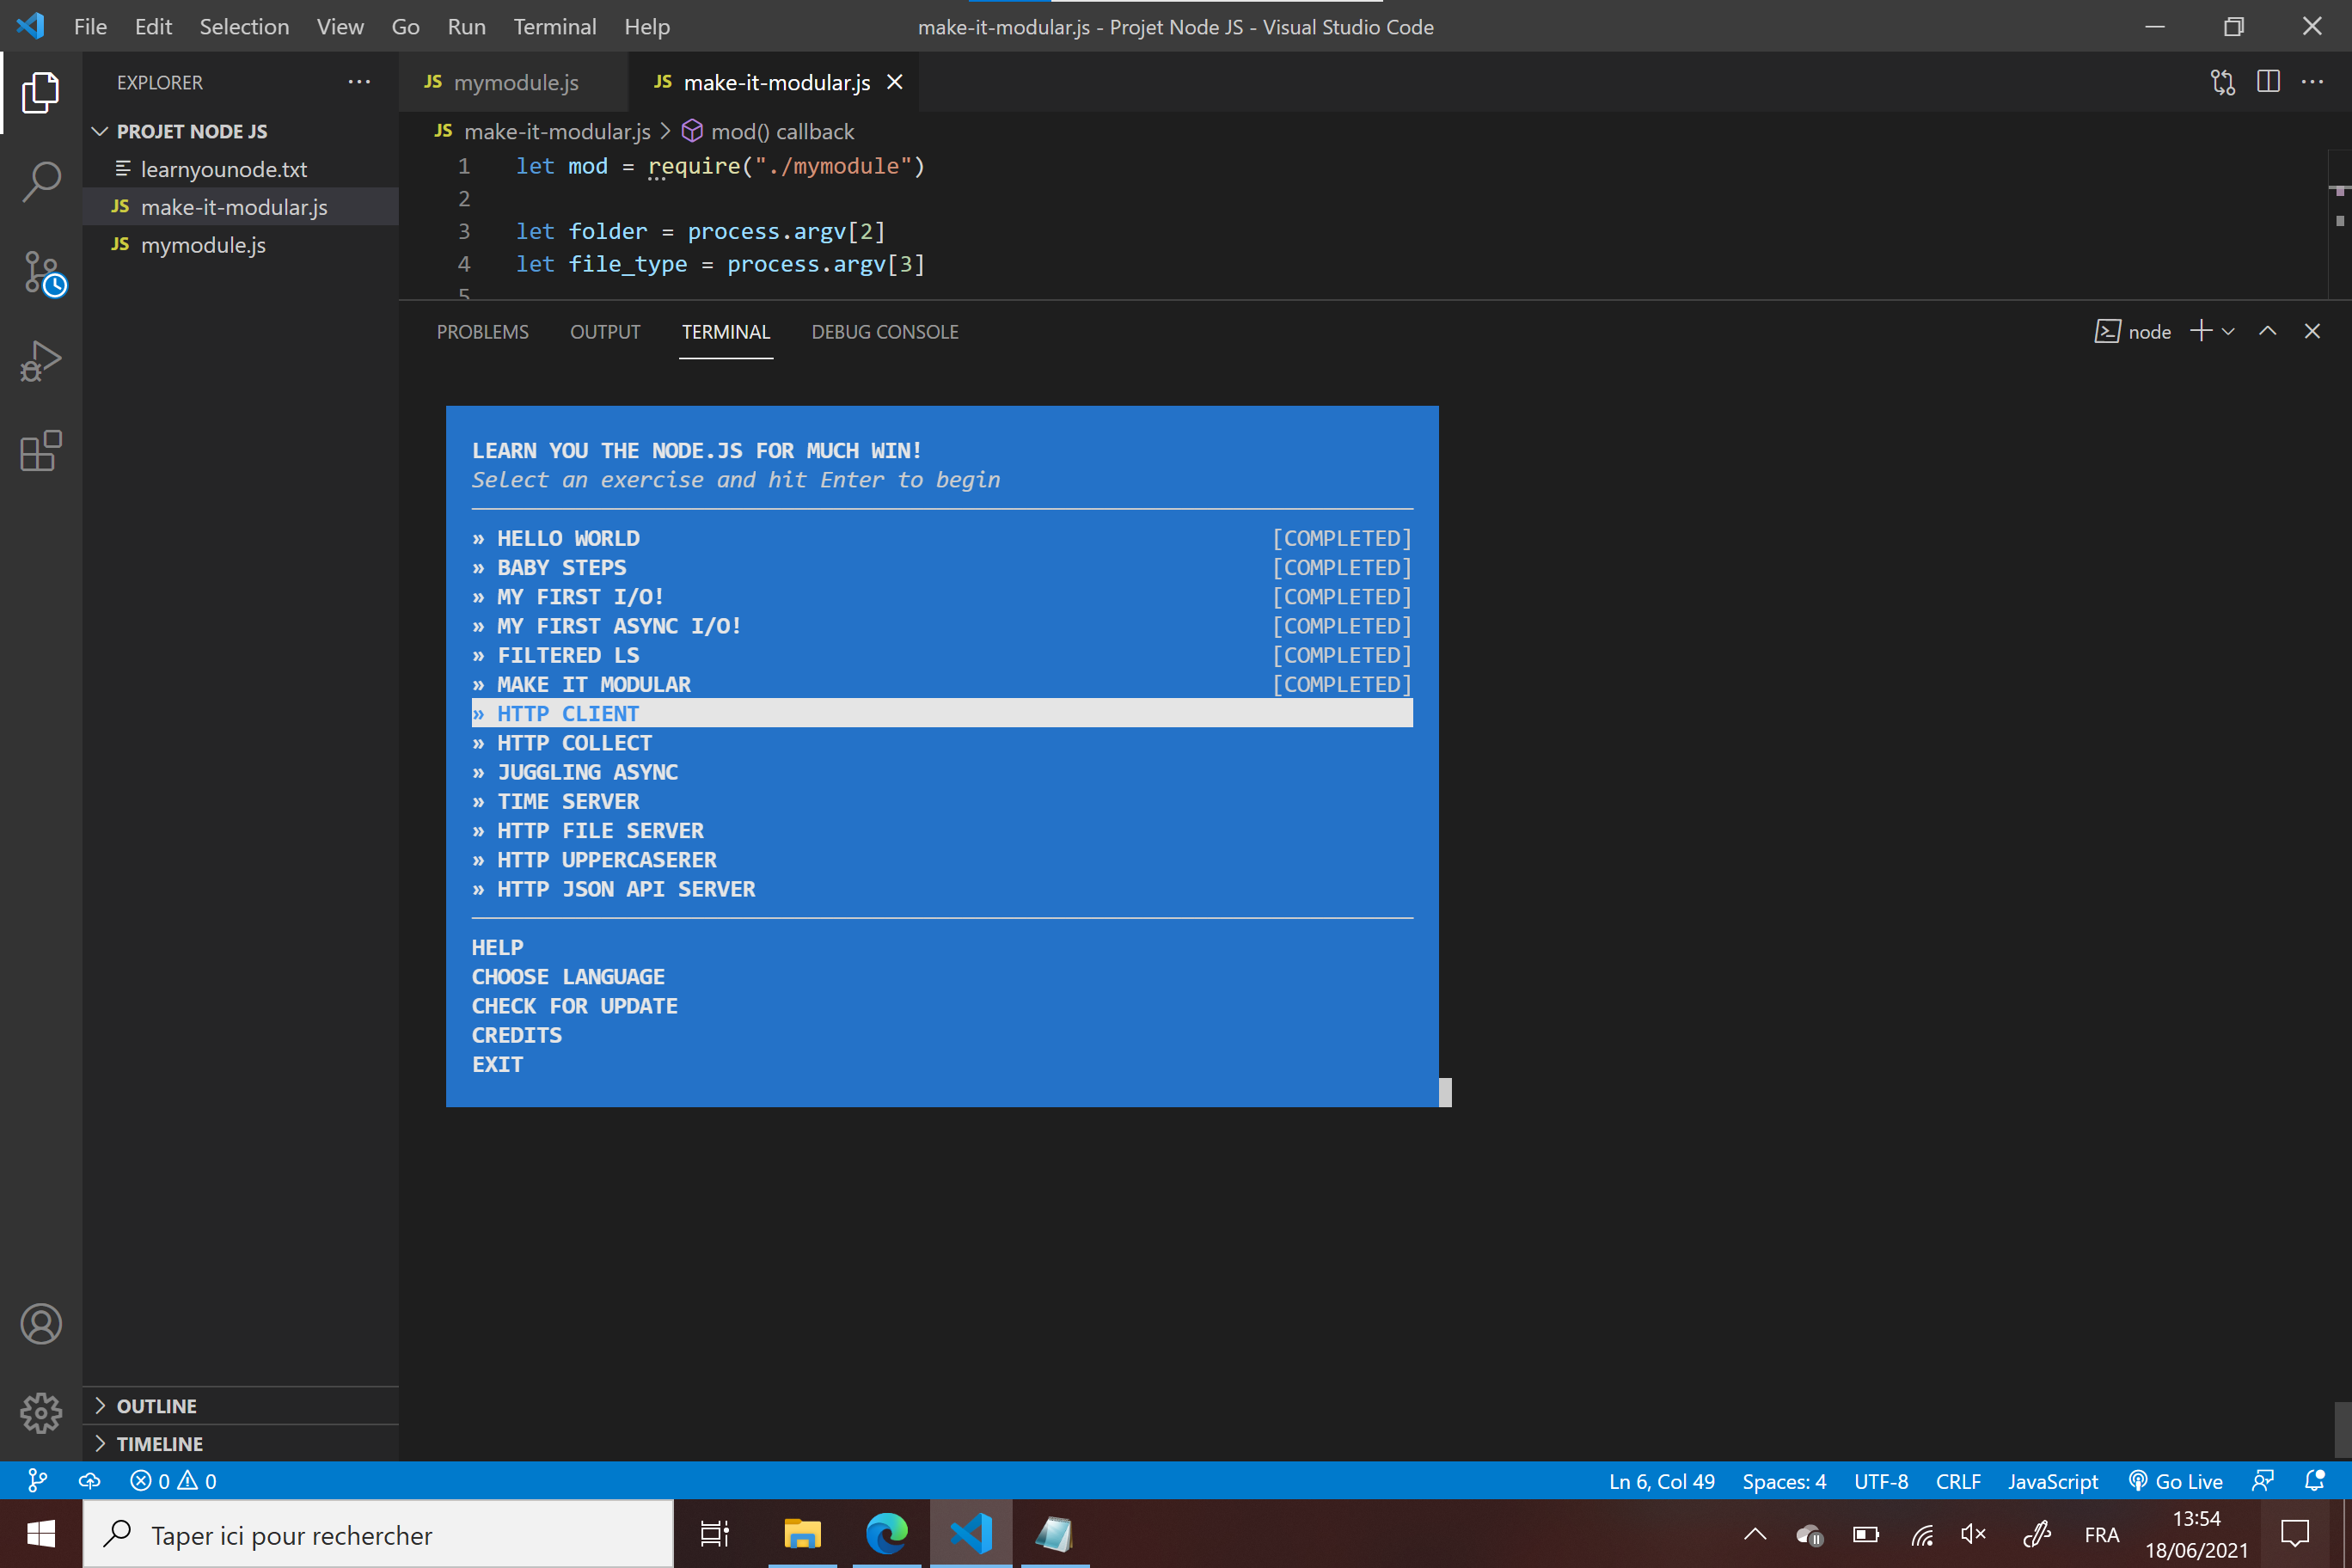 File Edit Selection View Go Run Terminal Help
make-it-modular.js - Projet Node JS - Visual Studio Code
EXPLORER
PROJET NODE JS
learnyounode.txt
JS make-it-modular.js
JS mymodule.js
OUTLINE
TIMELINE
JS mymodule.js JS make-it-modular.js
JS make-it-modular.js > mod() callback
1 let mod = require("./mymodule")
2
3 let folder = process.argv[2]
4 let file_type = process.argv[3]
5
PROBLEMS OUTPUT TERMINAL DEBUG CONSOLE
node
LEARN YOU THE NODE.JS FOR MUCH WIN!
Select an exercise and hit Enter to begin
» HELLO WORLD [COMPLETED]
» BABY STEPS [COMPLETED]
» MY FIRST I/O! [COMPLETED]
» MY FIRST ASYNC I/O! [COMPLETED]
» FILTERED LS [COMPLETED]
» MAKE IT MODULAR [COMPLETED]
» HTTP CLIENT
» HTTP COLLECT
» JUGGLING ASYNC
» TIME SERVER
» HTTP FILE SERVER
» HTTP UPPERCASERER
» HTTP JSON API SERVER
HELP
CHOOSE LANGUAGE
CHECK FOR UPDATE
CREDITS
EXIT
0 0
Ln 6, Col 49 Spaces: 4 UTF-8 CRLF JavaScript Go Live
Taper ici pour rechercher
FRA
13:54
18/06/2021